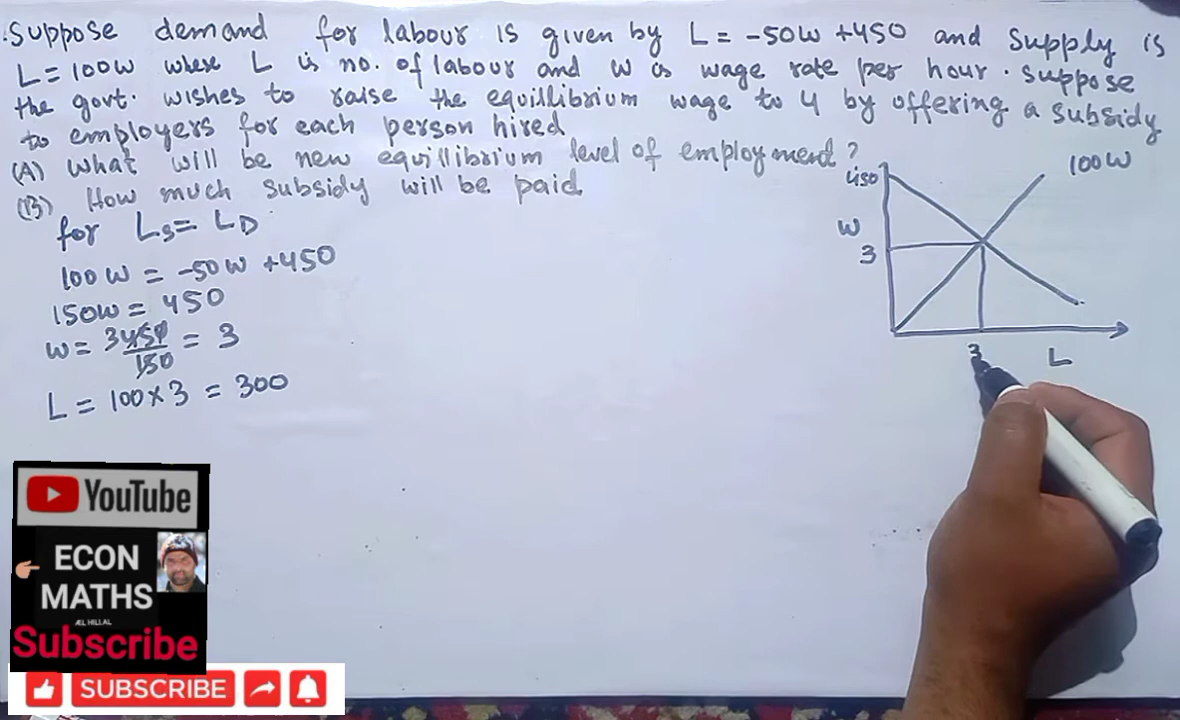 .Suppose demand for labour is given by L = -50W +450 and supply is
L = 100W where L is no. of labour and W is wage rate per hour. suppose
the govt. wishes to raise the equillibrium wage to 4 by offering a subsidy
to employers for each person hired
(A) What will be new equillibrium level of employment?
(B) How much subsidy will be paid
for LS = LD
100W = -50W +450
150W = 450
W = 3 450/150 = 3
L = 100×3 = 300
450
100W
W
3
3
L
YouTube
ECON
MATHS
ÆL HILLAL
Subscribe
SUBSCRIBE